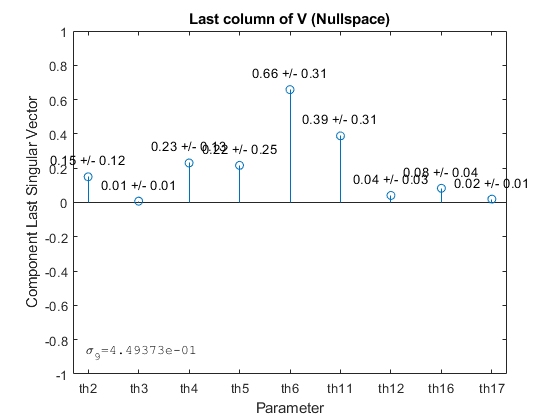 Last column of V (Nullspace)
1
0.8
0.6
0.4
0.2
0
-0.2
-0.4
-0.6
-0.8
-1
Component Last Singular Vector
0.15 +/- 0.12
0.01 +/- 0.01
0.23 +/- 0.13
0.22 +/- 0.25
0.66 +/- 0.31
0.39 +/- 0.31
0.04 +/- 0.03
0.08 +/- 0.04
0.02 +/- 0.01
σ9=4.49373e-01
th2 th3 th4 th5 th6 th11 th12 th16 th17
Parameter